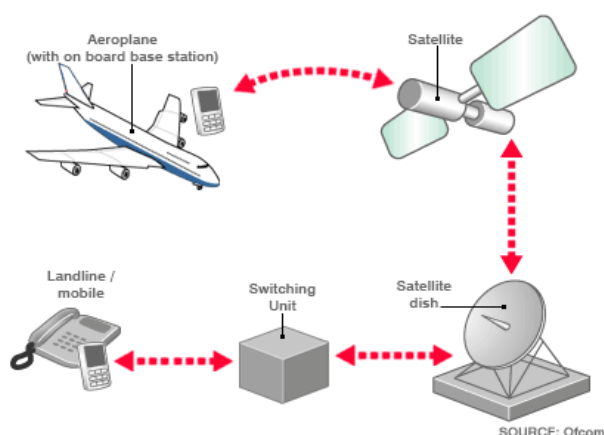 Aeroplane
(with on board base station)
Satellite
Landline /
mobile
Switching
Unit
Satellite
dish
SOURCE: Ofcom